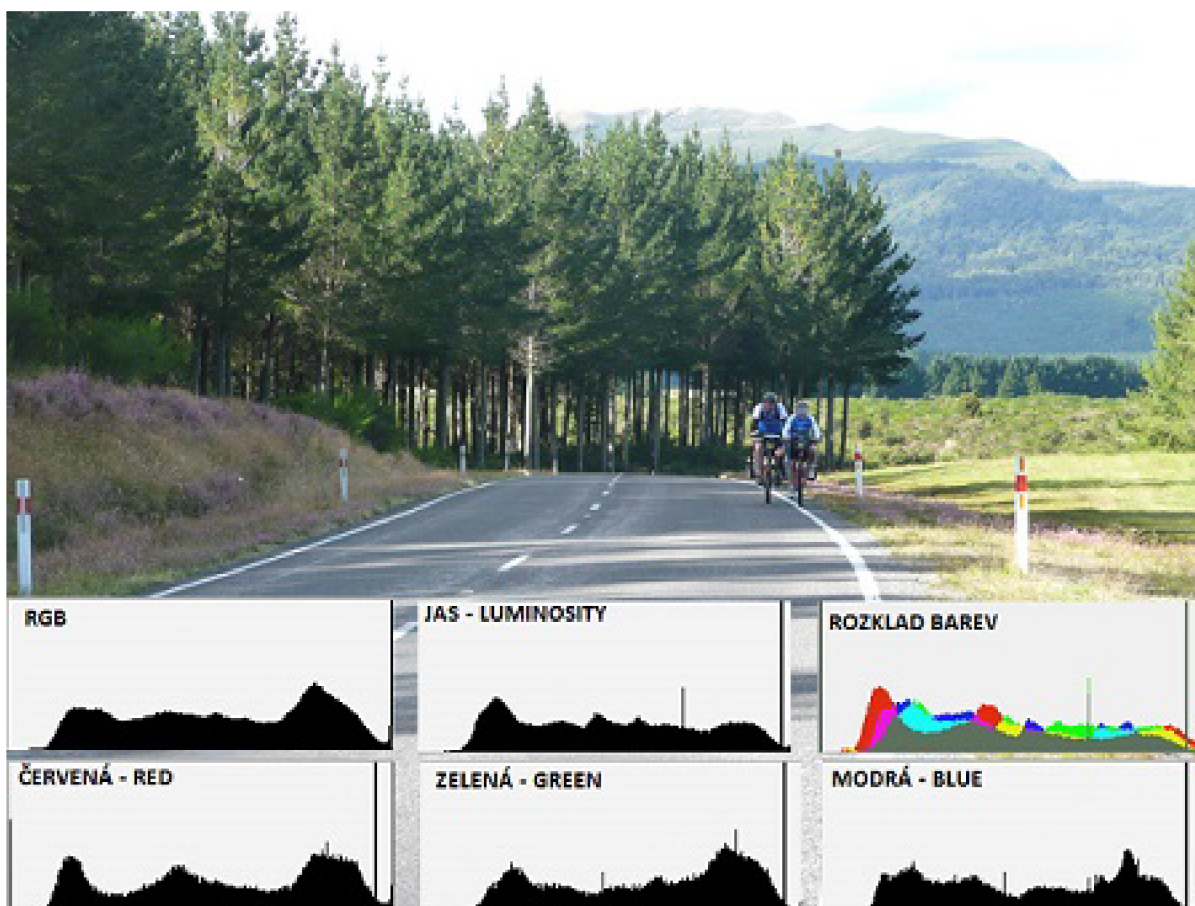 RGB
JAS - LUMINOSITY
ROZKLAD BAREV
ČERVENÁ - RED
ZELENÁ - GREEN
MODRÁ - BLUE